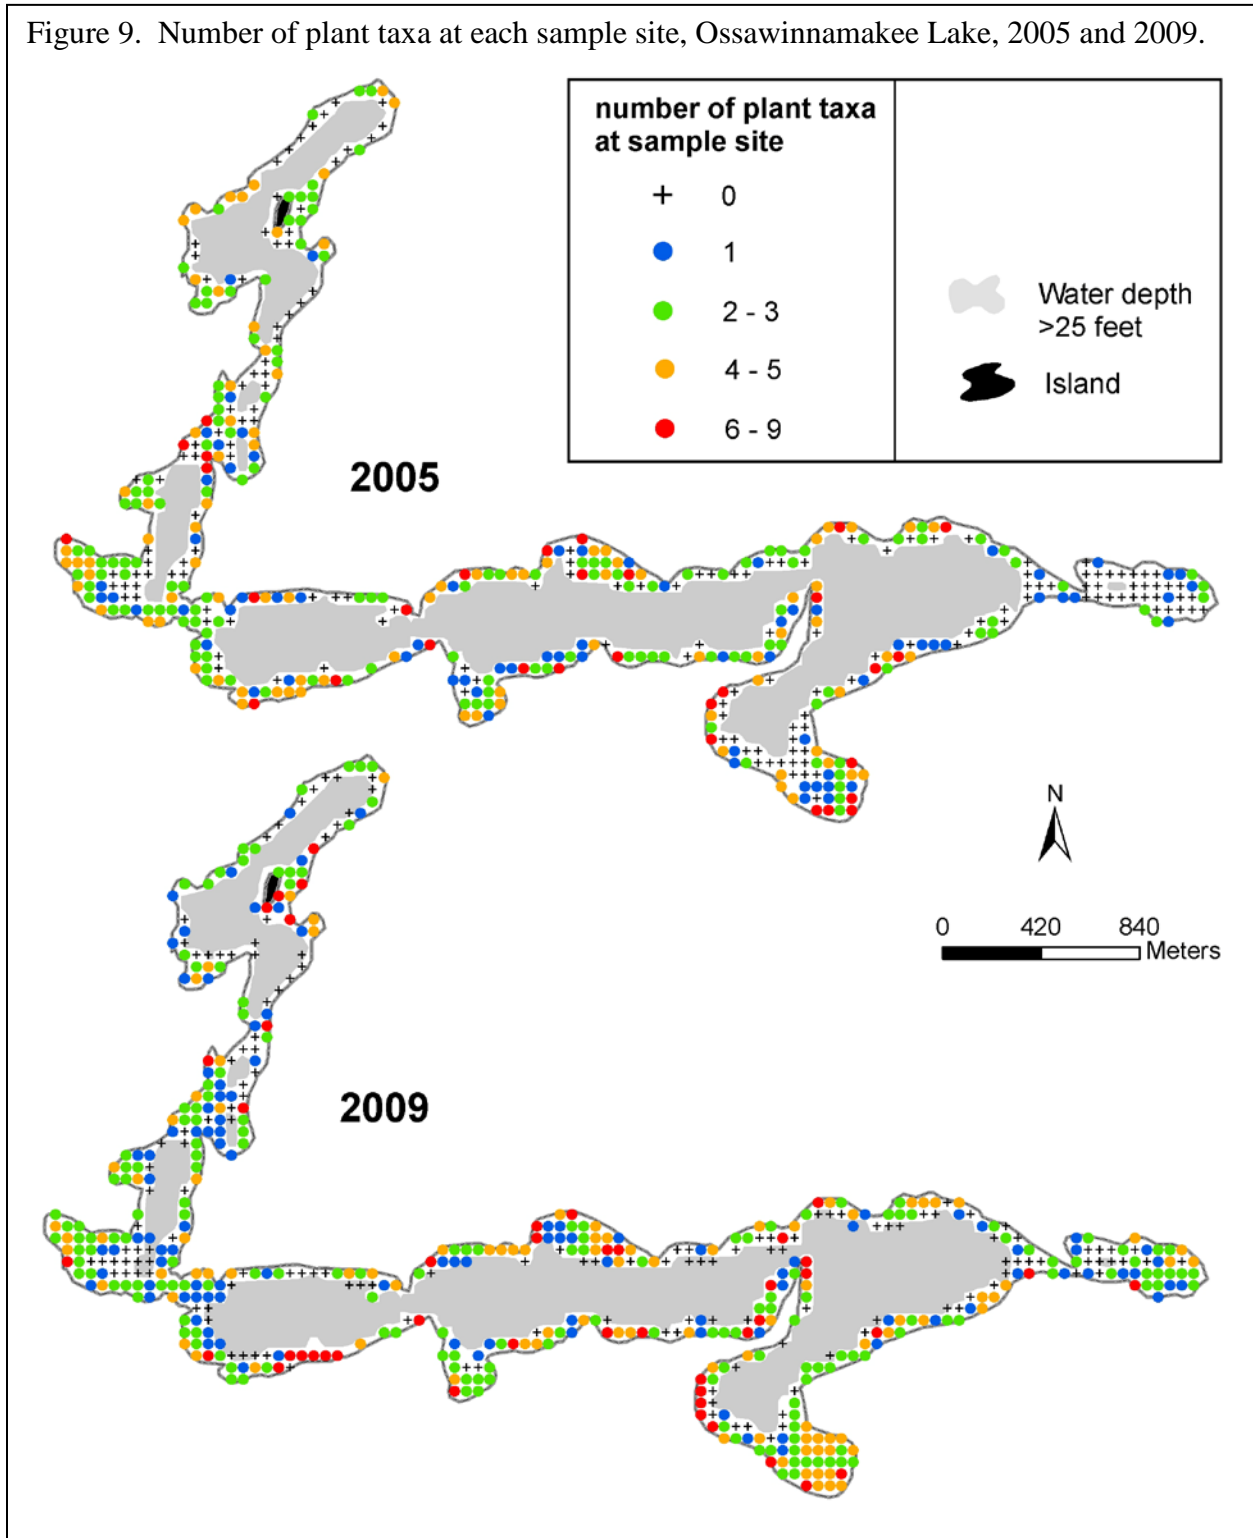 Figure 9.  Number of plant taxa at each sample site, Ossawinnamakee Lake, 2005 and 2009.
number of plant taxa
at sample site
+ 0
1
2 - 3
4 - 5
6 - 9
Water depth
>25 feet
Island
2005
N
0 420 840
Meters
2009